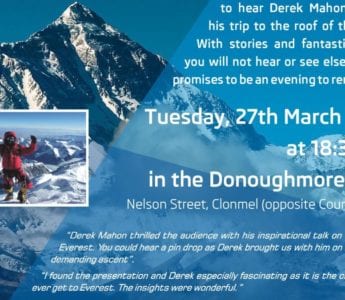 to hear Derek Mahon
his trip to the roof of th
With stories and fantasti
you will not hear or see else
promises to be an evening to re
Tuesday, 27th March
at 18:3
in the Donoughmore
Nelson Street, Clonmel (opposite Cour
"Derek Mahon thrilled the audience with his inspirational talk on
Everest. You could hear a pin drop as Derek brought us with him on
demanding ascent".
"I found the presentation and Derek especially fascinating as it is the c
ever get to Everest. The insights were wonderful."